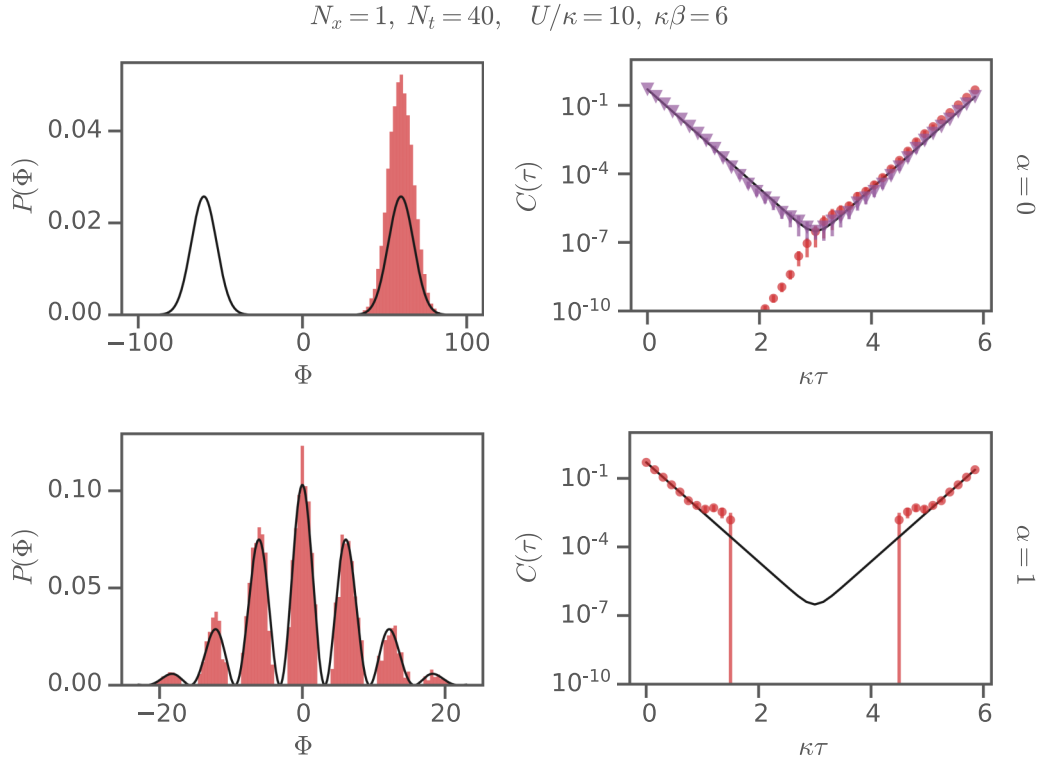 N_x = 1, N_t = 40, U/κ = 10, κβ = 6
P(Φ)
0.04
0.02
0.00
−100
0
100
Φ
C(τ)
10^-1
10^-4
10^-7
10^-10
0
2
4
6
κτ
α = 0
P(Φ)
0.10
0.05
0.00
−20
0
20
Φ
C(τ)
10^-1
10^-4
10^-7
10^-10
0
2
4
6
κτ
α = 1